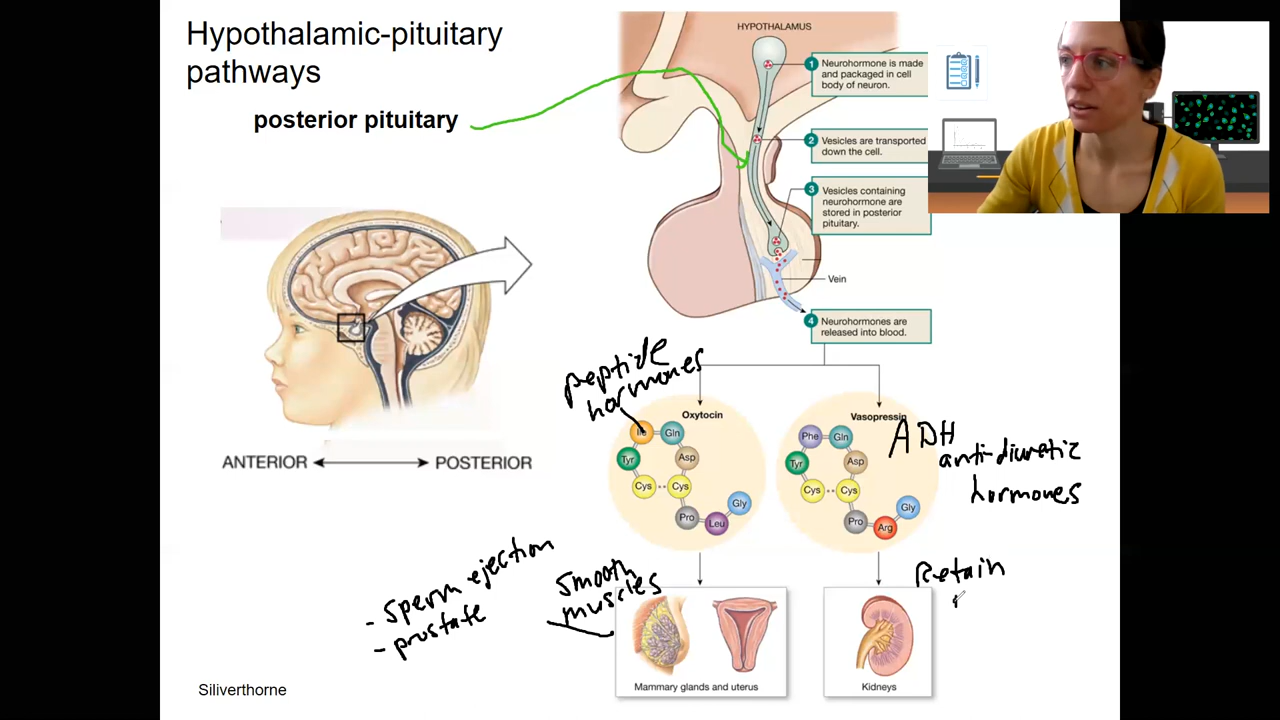 Hypothalamic-pituitary
pathways
posterior pituitary
HYPOTHALAMUS
1 Neurohormone is made
and packaged in cell
body of neuron.
2 Vesicles are transported
down the cell.
3 Vesicles containing
neurohormone are
stored in posterior
pituitary.
Vein
4 Neurohormones are
released into blood.
ANTERIOR
POSTERIOR
peptide
hormones
Oxytocin
Ile Gln
Tyr Asp
Cys Cys
Pro Leu Gly
Vasopressin
ADH
anti-diuretic
hormones
Phe Gln
Tyr Asp
Cys Cys
Pro Arg Gly
- sperm ejection
- prostate
smooth
muscles
Retain
Mammary glands and uterus
Kidneys
Siliverthorne